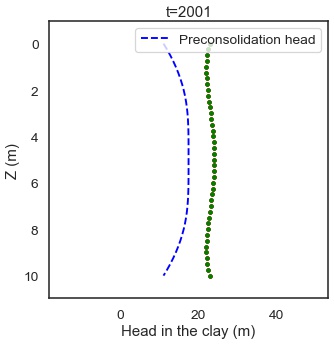 t=2001
Preconsolidation head
0
2
4
6
8
10
Z (m)
0
20
40
Head in the clay (m)